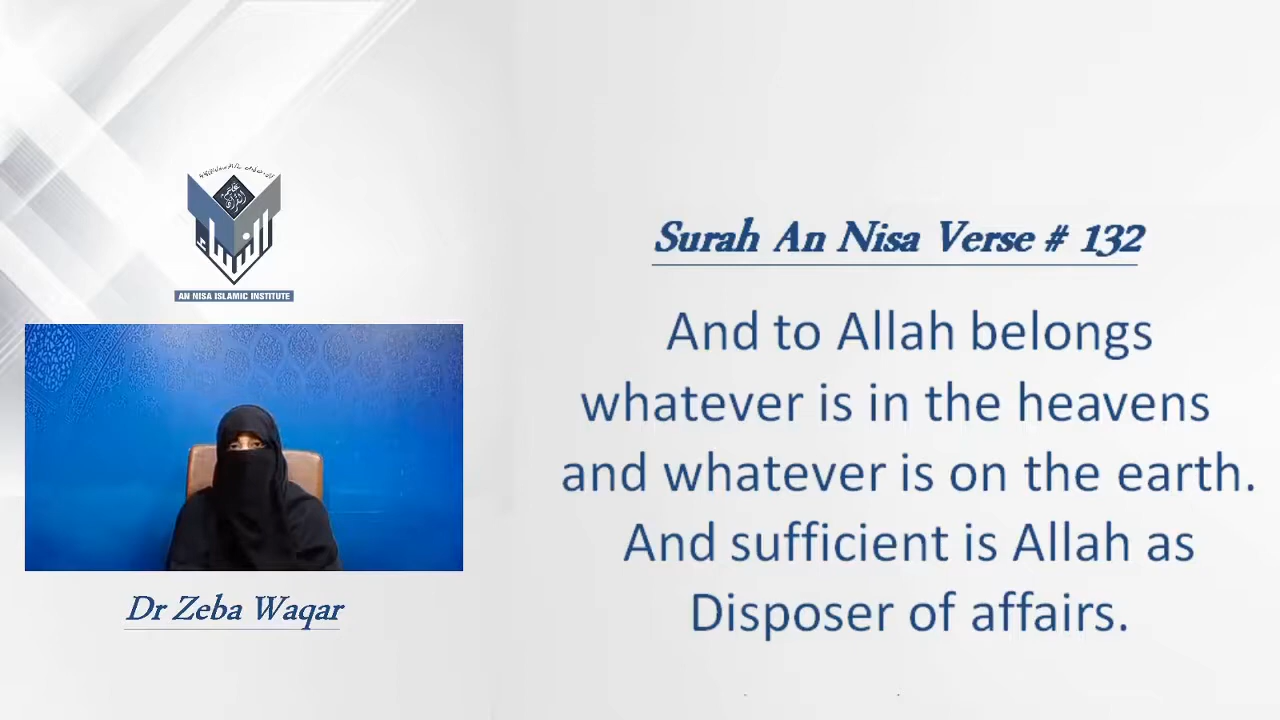 AN NISA ISLAMIC INSTITUTE
Dr Zeba Waqar
Surah An Nisa Verse # 132
And to Allah belongs
whatever is in the heavens
and whatever is on the earth.
And sufficient is Allah as
Disposer of affairs.